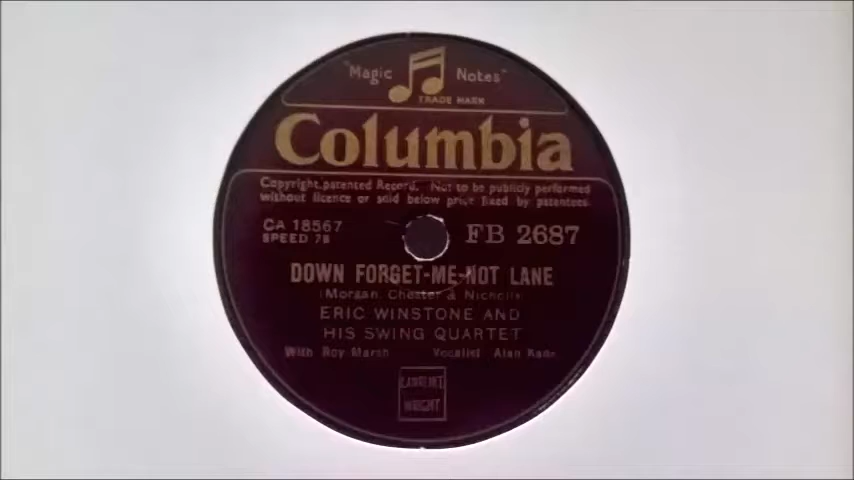 "Magic Notes"
TRADE MARK
Columbia
Copyright, patented Record. Not to be publicly performed
without licence or sold below price fixed by patentees.
CA 18567
SPEED 78
FB 2687
DOWN FORGET-ME-NOT LANE
(Morgan, Chester & Nicholls)
ERIC WINSTONE AND
HIS SWING QUARTET
With Roy Marsh Vocalist Alan Kane
LAWRENCE
WRIGHT